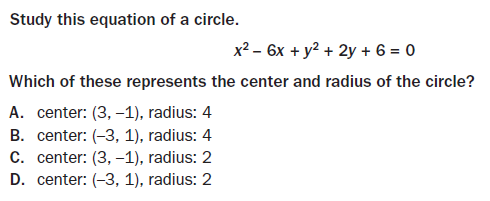 Study this equation of a circle.
x² – 6x + y² + 2y + 6 = 0
Which of these represents the center and radius of the circle?
A. center: (3, –1), radius: 4
B. center: (–3, 1), radius: 4
C. center: (3, –1), radius: 2
D. center: (–3, 1), radius: 2